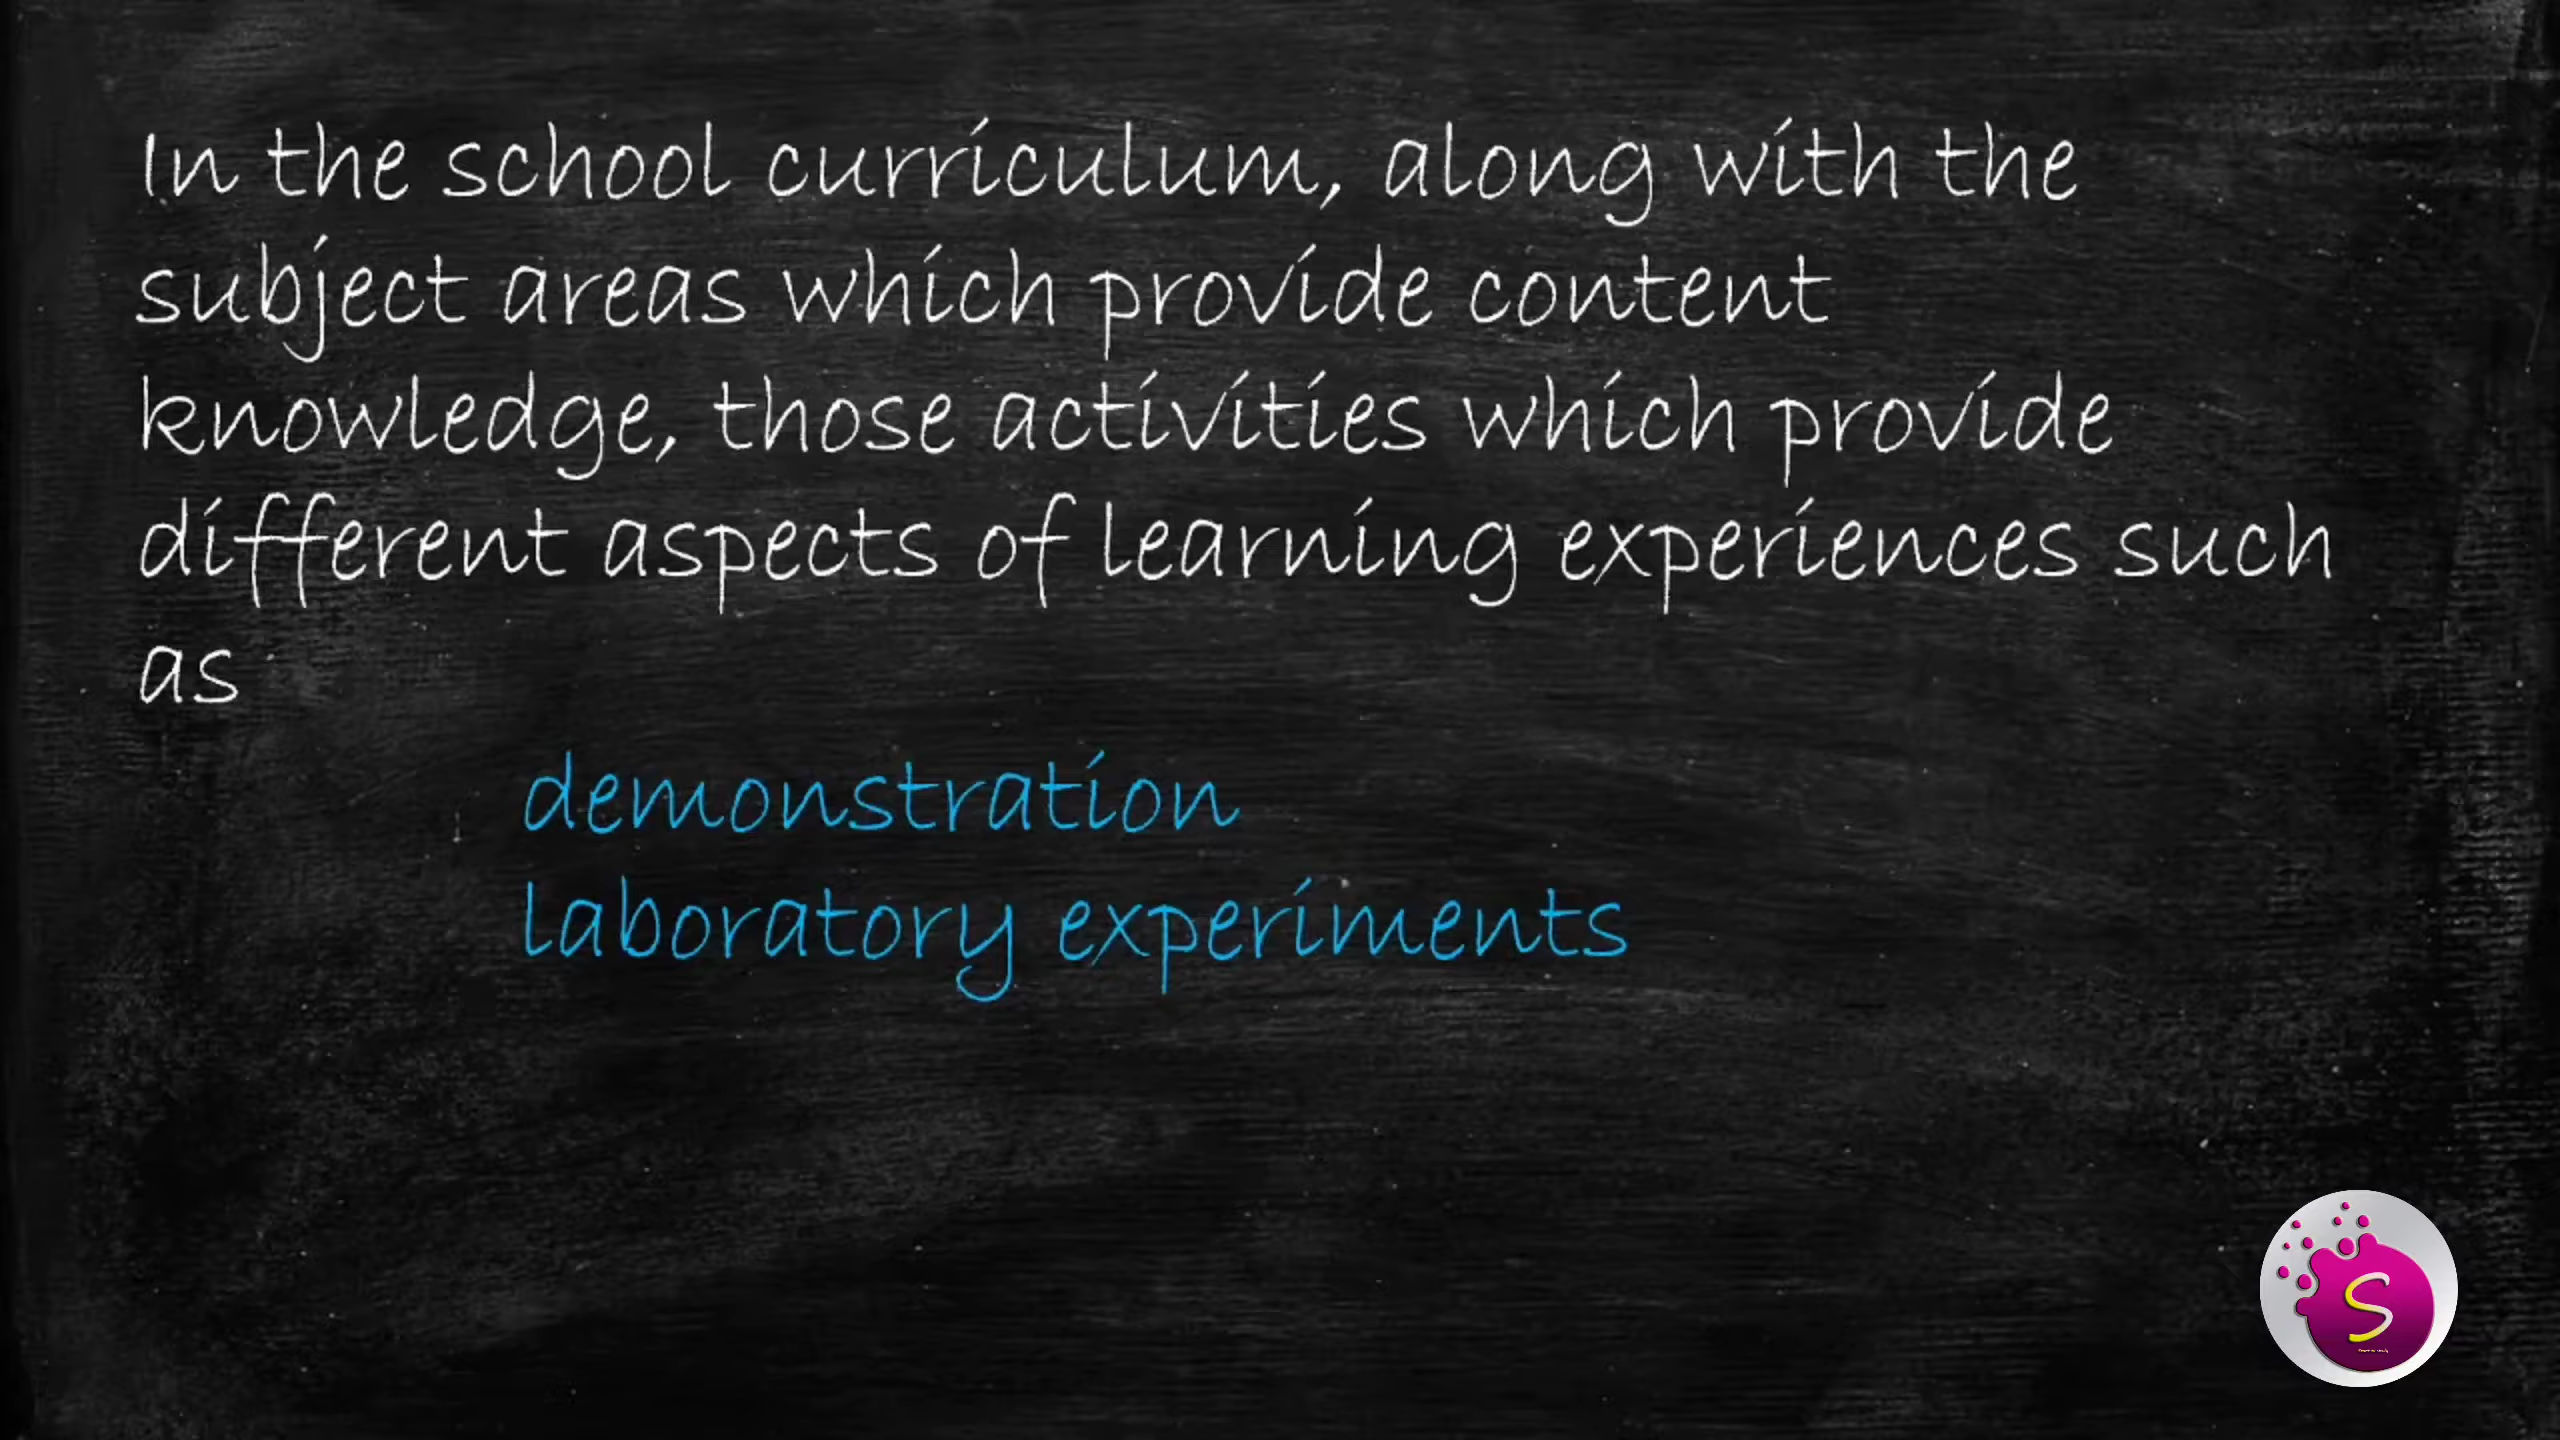 In the school curriculum, along with the
subject areas which provide content
knowledge, those activities which provide
different aspects of learning experiences such
as
demonstration
laboratory experiments
S